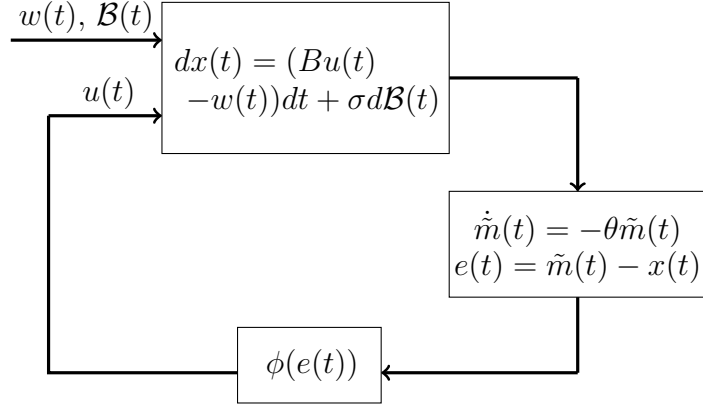 w(t), ℬ(t)
dx(t) = (Bu(t)
−w(t))dt + σdℬ(t)
u(t)
ṁ̃(t) = −θm̃(t)
e(t) = m̃(t) − x(t)
ϕ(e(t))